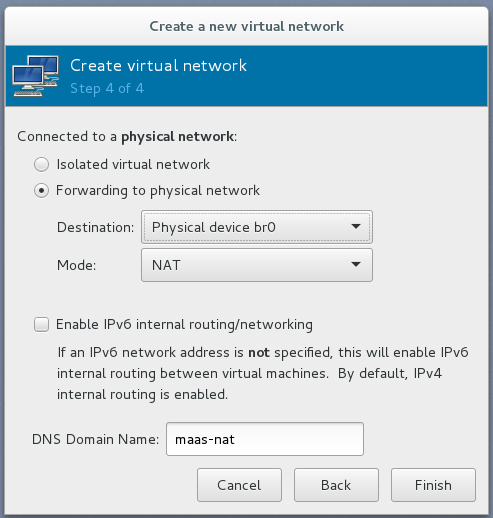 Create a new virtual network
Create virtual network
Step 4 of 4
Connected to a physical network:
Isolated virtual network
Forwarding to physical network
Destination: Physical device br0
Mode: NAT
Enable IPv6 internal routing/networking
If an IPv6 network address is not specified, this will enable IPv6
internal routing between virtual machines.  By default, IPv4
internal routing is enabled.
DNS Domain Name: maas-nat
Cancel Back Finish